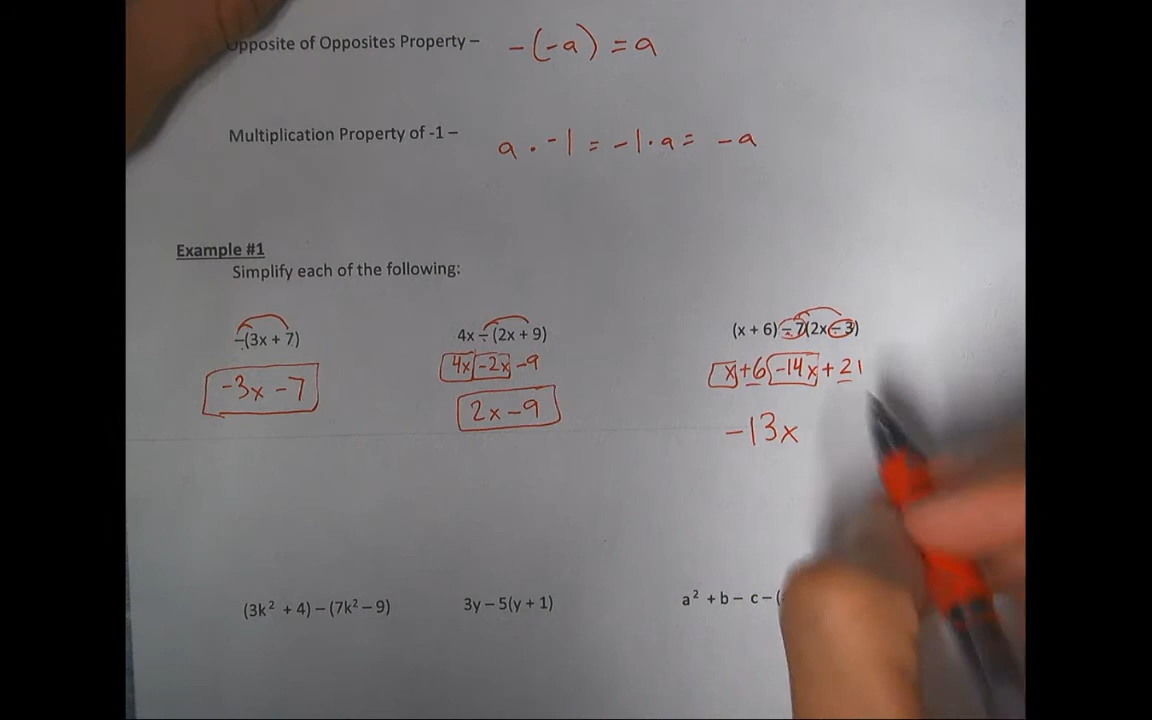 Opposite of Opposites Property – -(-a) = a
Multiplication Property of -1 – a · -1 = -1 · a = -a
Example #1
Simplify each of the following:
–(3x + 7) 4x – (2x + 9) (x + 6) – 7(2x – 3)
-3x - 7 4x - 2x - 9 x + 6 - 14x + 21
2x - 9 -13x
(3k² + 4) – (7k² – 9) 3y – 5(y + 1) a² + b – c – (